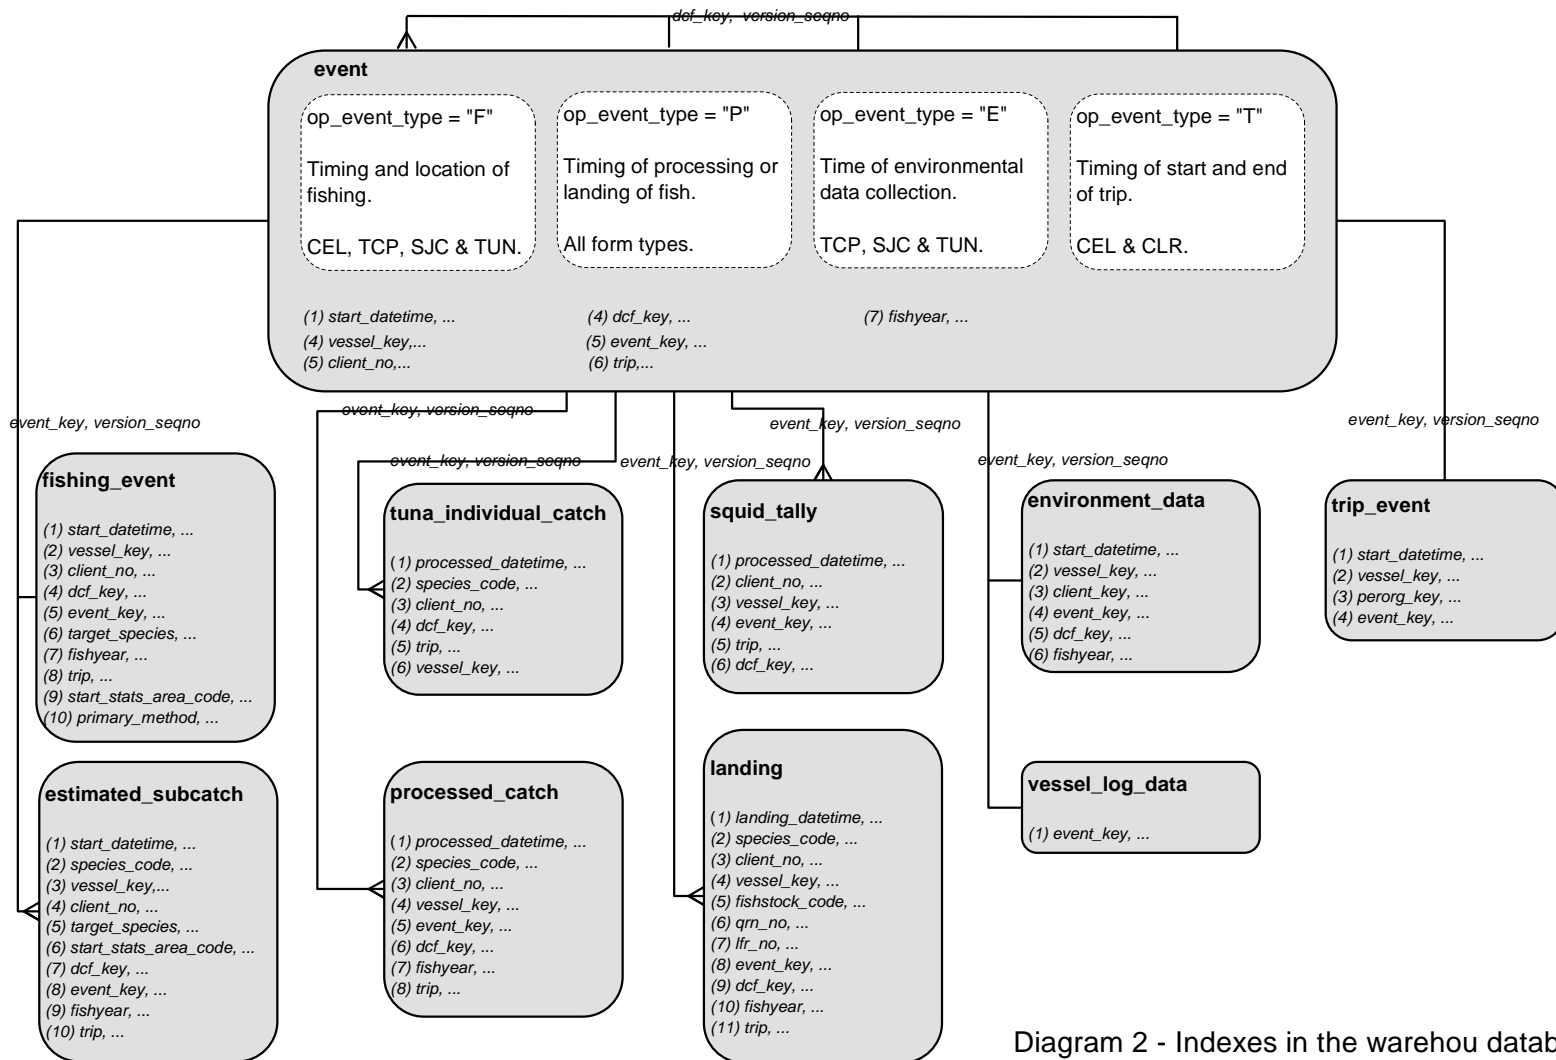 dcf_key, version_seqno
event
op_event_type = "F"
Timing and location of
fishing.
CEL, TCP, SJC & TUN.
op_event_type = "P"
Timing of processing or
landing of fish.
All form types.
op_event_type = "E"
Time of environmental
data collection.
TCP, SJC & TUN.
op_event_type = "T"
Timing of start and end
of trip.
CEL & CLR.
(1) start_datetime, ...
(4) vessel_key,...
(5) client_no,...
(4) dcf_key, ...
(5) event_key, ...
(6) trip,...
(7) fishyear, ...
event_key, version_seqno
event_key, version_seqno
event_key, version_seqno
event_key, version_seqno
event_key, version_seqno
event_key, version_seqno
event_key, version_seqno
fishing_event
(1) start_datetime, ...
(2) vessel_key, ...
(3) client_no, ...
(4) dcf_key, ...
(5) event_key, ...
(6) target_species, ...
(7) fishyear, ...
(8) trip, ...
(9) start_stats_area_code, ...
(10) primary_method, ...
tuna_individual_catch
(1) processed_datetime, ...
(2) species_code, ...
(3) client_no, ...
(4) dcf_key, ...
(5) trip, ...
(6) vessel_key, ...
squid_tally
(1) processed_datetime, ...
(2) client_no, ...
(3) vessel_key, ...
(4) event_key, ...
(5) trip, ...
(6) dcf_key, ...
environment_data
(1) start_datetime, ...
(2) vessel_key, ...
(3) client_key, ...
(4) event_key, ...
(5) dcf_key, ...
(6) fishyear, ...
trip_event
(1) start_datetime, ...
(2) vessel_key, ...
(3) perorg_key, ...
(4) event_key, ...
estimated_subcatch
(1) start_datetime, ...
(2) species_code, ...
(3) vessel_key,...
(4) client_no, ...
(5) target_species, ...
(6) start_stats_area_code, ...
(7) dcf_key, ...
(8) event_key, ...
(9) fishyear, ...
(10) trip, ...
processed_catch
(1) processed_datetime, ...
(2) species_code, ...
(3) client_no, ...
(4) vessel_key, ...
(5) event_key, ...
(6) dcf_key, ...
(7) fishyear, ...
(8) trip, ...
landing
(1) landing_datetime, ...
(2) species_code, ...
(3) client_no, ...
(4) vessel_key, ...
(5) fishstock_code, ...
(6) qrn_no, ...
(7) lfr_no, ...
(8) event_key, ...
(9) dcf_key, ...
(10) fishyear, ...
(11) trip, ...
vessel_log_data
(1) event_key, ...
Diagram 2 - Indexes in the warehou datab